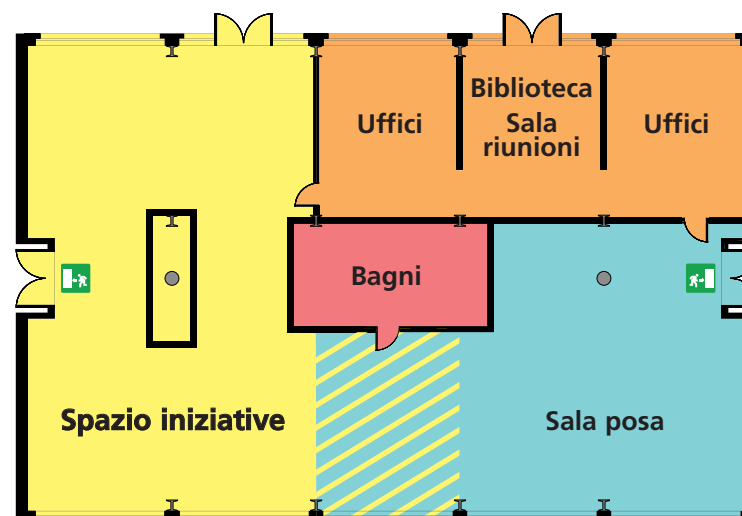 Biblioteca
Uffici
Sala
riunioni
Uffici
Bagni
Spazio iniziative
Sala posa